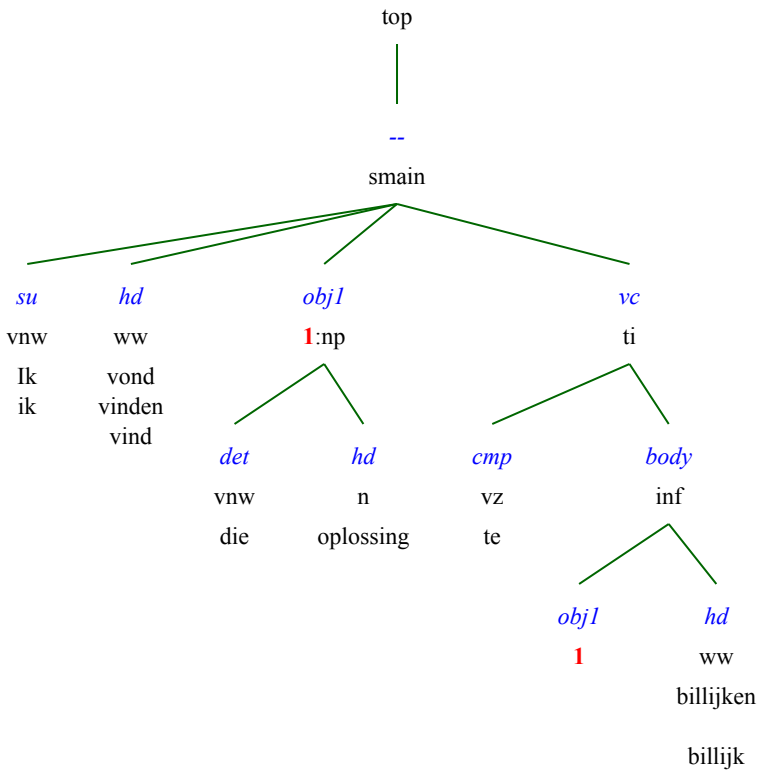 top
--
smain
su hd obj1 vc
vnw ww 1:np ti
Ik vond
ik vinden
vind
det hd cmp body
vnw n vz inf
die oplossing te
obj1 hd
1 ww
billijken
billijk